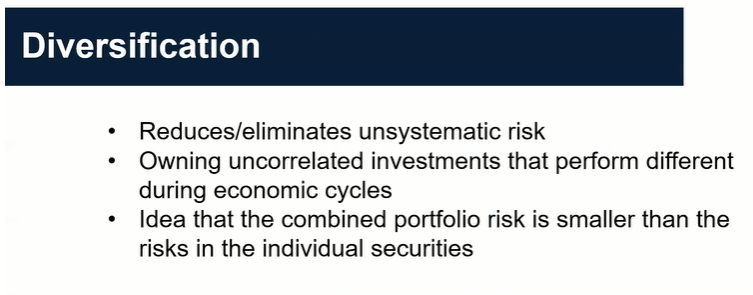 Diversification
• Reduces/eliminates unsystematic risk
• Owning uncorrelated investments that perform different
during economic cycles
• Idea that the combined portfolio risk is smaller than the
risks in the individual securities